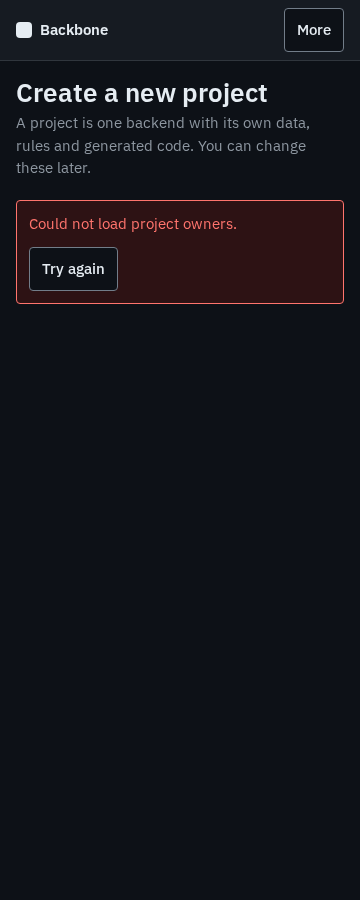 Backbone
More
Create a new project
A project is one backend with its own data,
rules and generated code. You can change
these later.
Could not load project owners.
Try again